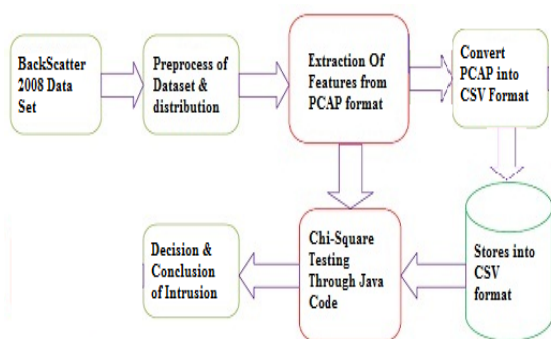 BackScatter
2008 Data
Set
Preprocess of
Dataset &
distribution
Extraction Of
Features from
PCAP format
Convert
PCAP into
CSV Format
Stores into
CSV
format
Chi-Square
Testing
Through Java
Code
Decision &
Conclusion
of Intrusion